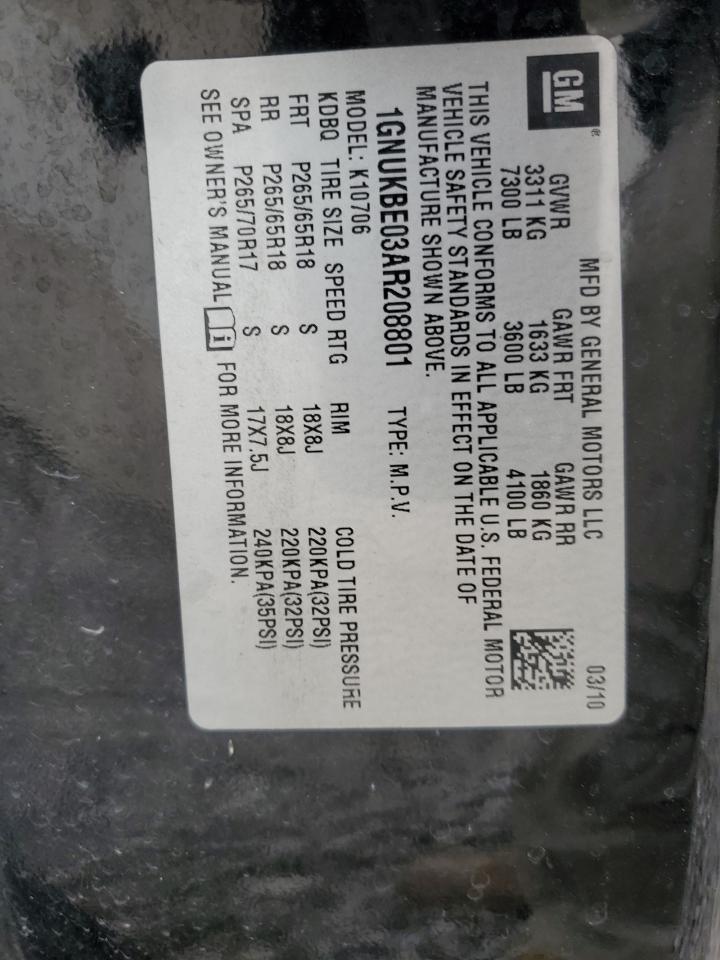 GM®
MFD BY GENERAL MOTORS LLC 03/10
GVWR GAWR FRT GAWR RR
3311 KG 1633 KG 1860 KG
7300 LB 3600 LB 4100 LB
THIS VEHICLE CONFORMS TO ALL APPLICABLE U.S. FEDERAL MOTOR
VEHICLE SAFETY STANDARDS IN EFFECT ON THE DATE OF
MANUFACTURE SHOWN ABOVE.
1GNUKBE03AR208801 TYPE: M.P.V.
MODEL: K10706
KDBQ TIRE SIZE SPEED RTG RIM COLD TIRE PRESSURE
FRT P265/65R18 S 18X8J 220KPA(32PSI)
RR P265/65R18 S 18X8J 220KPA(32PSI)
SPA P265/70R17 S 17X7.5J 240KPA(35PSI)
SEE OWNER'S MANUAL i FOR MORE INFORMATION.